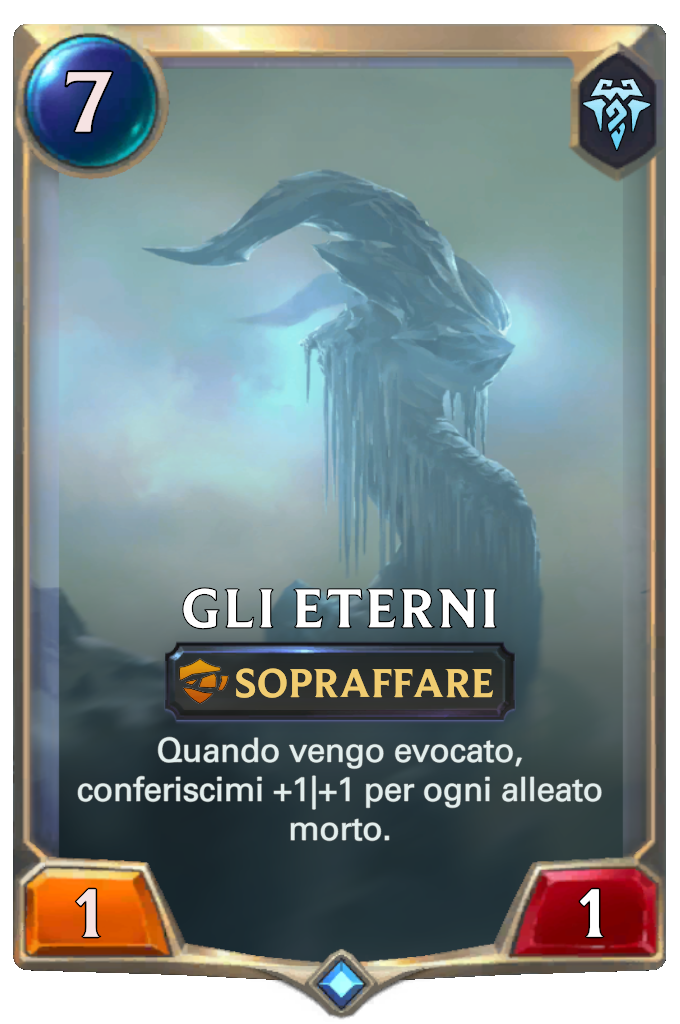 7
GLI ETERNI
SOPRAFFARE
Quando vengo evocato,
conferiscimi +1|+1 per ogni alleato
morto.
1
1